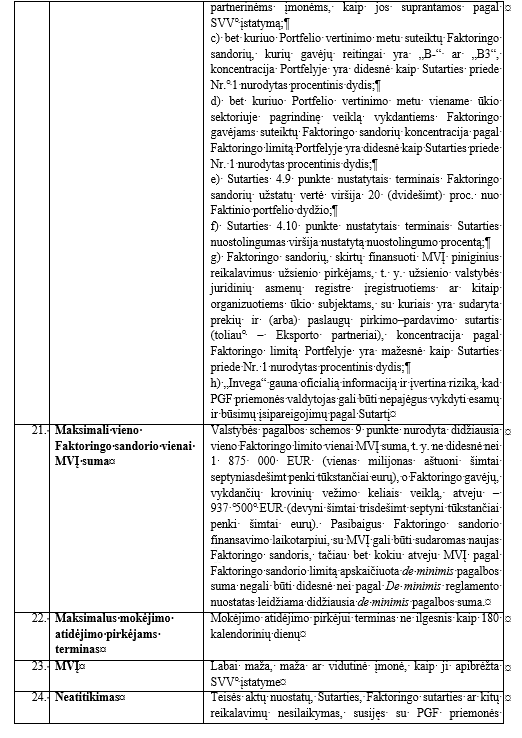 partnerinėms įmonėms, kaip jos suprantamos pagal
SVV įstatymą;
c) bet kuriuo Portfelio vertinimo metu suteiktų Faktoringo
sandorių, kurių gavėjų reitingai yra „B-“ ar „B3“,
koncentracija Portfelyje yra didesnė kaip Sutarties priede
Nr. 1 nurodytas procentinis dydis;
d) bet kuriuo Portfelio vertinimo metu viename ūkio
sektoriuje pagrindinę veiklą vykdantiems Faktoringo
gavėjams suteiktų Faktoringo sandorių koncentracija pagal
Faktoringo limitą Portfelyje yra didesnė kaip Sutarties priede
Nr. 1 nurodytas procentinis dydis;
e) Sutarties 4.9 punkte nustatytais terminais Faktoringo
sandorių užstatų vertė viršija 20 (dvidešimt) proc. nuo
Faktinio portfelio dydžio;
f) Sutarties 4.10 punkte nustatytais terminais Sutarties
nuostolingumas viršija nustatytą nuostolingumo procentą;
g) Faktoringo sandorių, skirtų finansuoti MVĮ piniginius
reikalavimus užsienio pirkėjams, t. y. užsienio valstybės
juridinių asmenų registre įregistruotiems ar kitaip
organizuotiems ūkio subjektams, su kuriais yra sudaryta
prekių ir (arba) paslaugų pirkimo–pardavimo sutartis
(toliau – Eksporto partneriai), koncentracija pagal
Faktoringo limitą Portfelyje yra mažesnė kaip Sutarties
priede Nr. 1 nurodytas procentinis dydis;
h) „Invega“ gauna oficialią informaciją ir įvertina riziką, kad
PGF priemonės valdytojas gali būti nepajėgus vykdyti esamų
ir būsimų įsipareigojimų pagal Sutartį
21. Maksimali vieno
Faktoringo sandorio vienai
MVĮ suma
Valstybės pagalbos schemos 9 punkte nurodyta didžiausia
vieno Faktoringo limito vienai MVĮ suma, t. y. ne didesnė nei
1 875 000 EUR (vienas milijonas aštuoni šimtai
septyniasdešimt penki tūkstančiai eurų), o Faktoringo gavėjų,
vykdančių krovinių vežimo keliais veiklą, atveju –
937 500 EUR (devyni šimtai trisdešimt septyni tūkstančiai
penki šimtai eurų). Pasibaigus Faktoringo sandorio
finansavimo laikotarpiui, su MVĮ gali būti sudaromas naujas
Faktoringo sandoris, tačiau bet kokiu atveju MVĮ pagal
Faktoringo sandorio limitą apskaičiuota de minimis pagalbos
suma negali būti didesnė nei pagal De minimis reglamento
nuostatas leidžiama didžiausia de minimis pagalbos suma.
22. Maksimalus mokėjimo
atidėjimo pirkėjams
terminas
Mokėjimo atidėjimo pirkėjui terminas ne ilgesnis kaip 180
kalendorinių dienų
23. MVĮ
Labai maža, maža ar vidutinė įmonė, kaip ji apibrėžta
SVV įstatyme
24. Neatitikimas
Teisės aktų nuostatų, Sutarties, Faktoringo sutarties ar kitų
reikalavimų nesilaikymas, susijęs su PGF priemonės